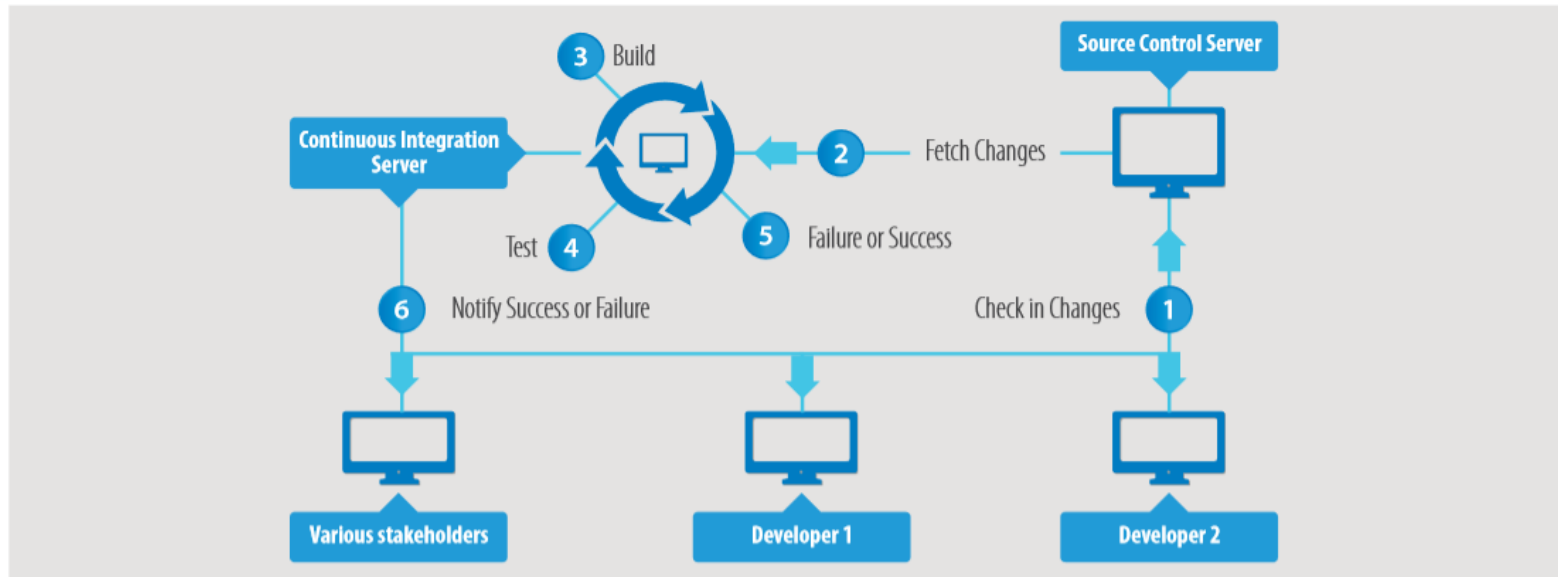 3 Build
Source Control Server
Continuous Integration
Server
2 Fetch Changes
Test 4
5 Failure or Success
6 Notify Success or Failure
Check in Changes 1
Various stakeholders
Developer 1
Developer 2